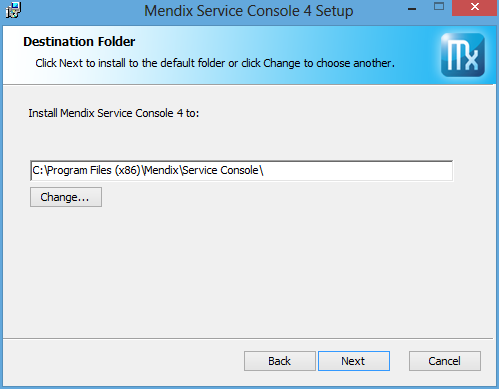 Mendix Service Console 4 Setup
Destination Folder
Click Next to install to the default folder or click Change to choose another.
Mx
Install Mendix Service Console 4 to:
C:\Program Files (x86)\Mendix\Service Console\
Change...
Back
Next
Cancel